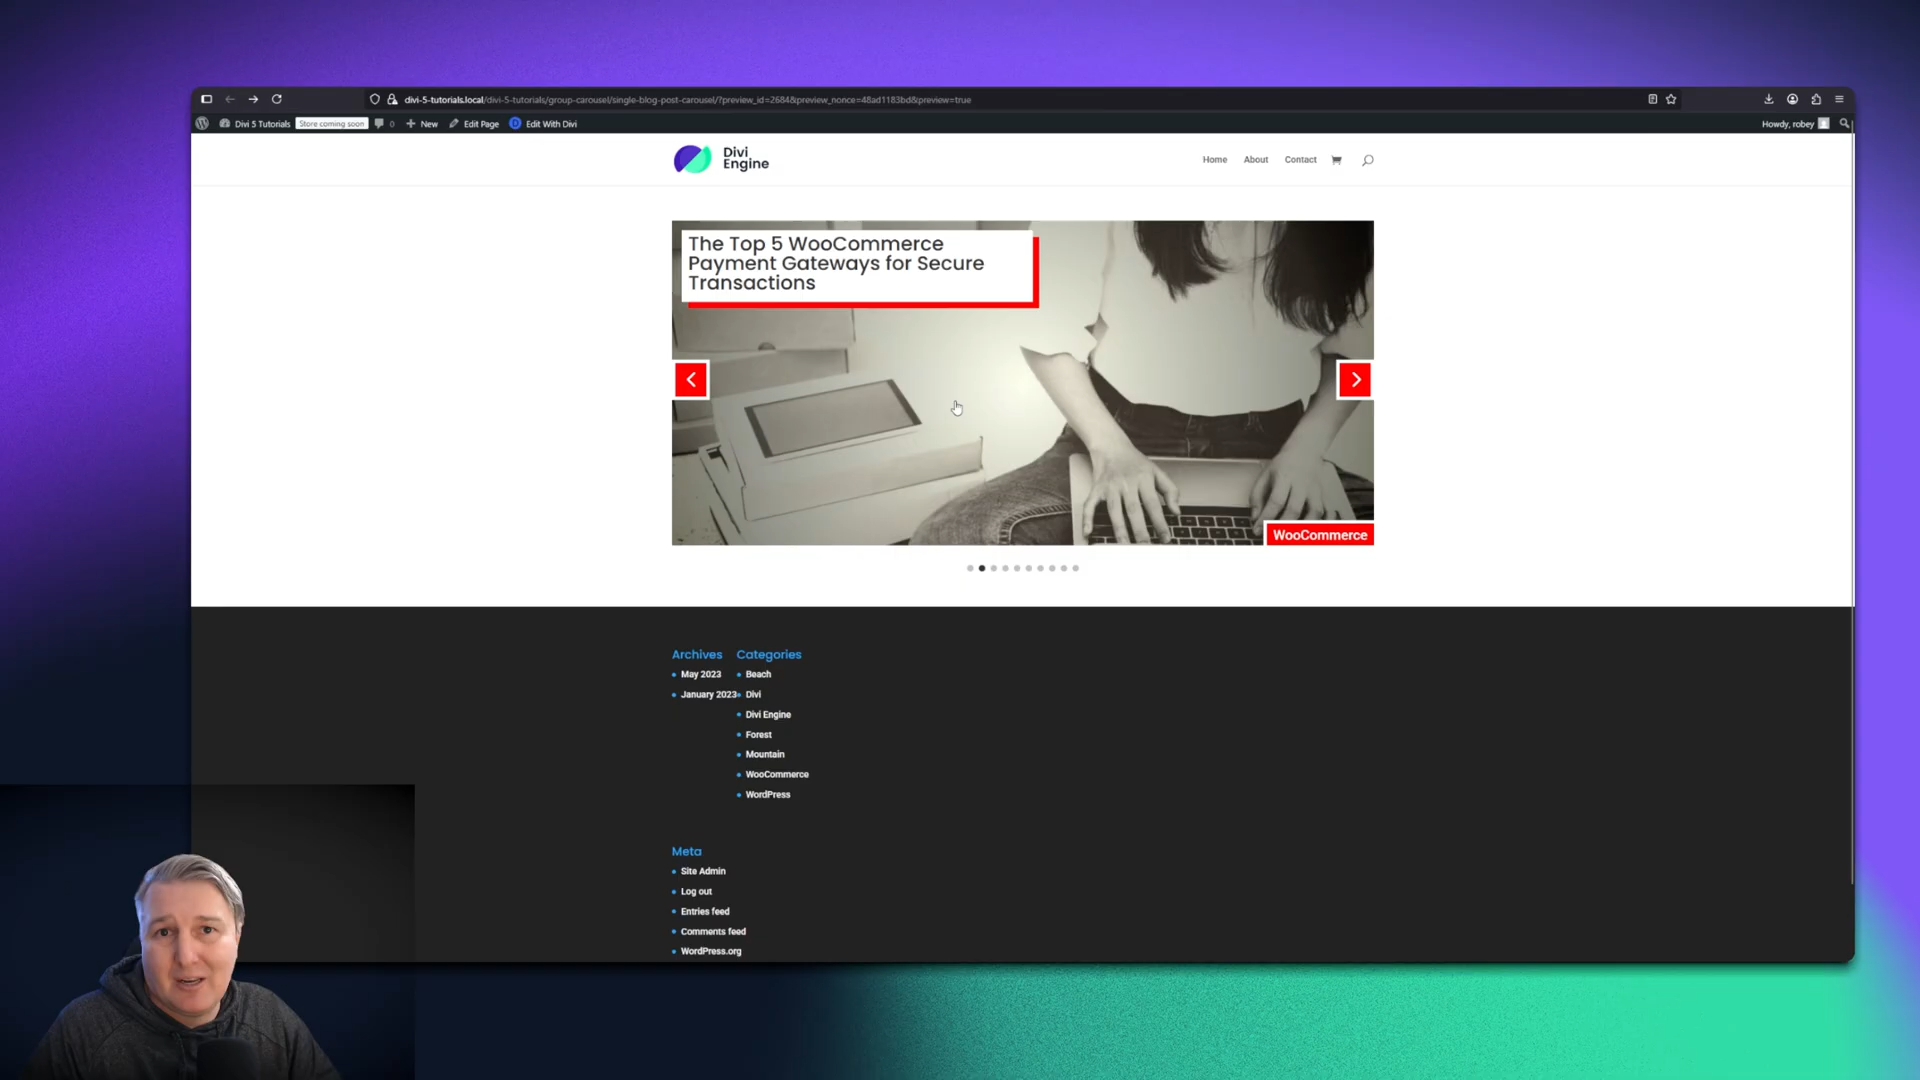 divi-5-tutorials.local/divi-5-tutorials/group-carousel/single-blog-post-carousel/?preview_id=2684&preview_nonce=48ad1183bd&preview=true
Divi 5 Tutorials Store coming soon 0 New Edit Page Edit With Divi Howdy, robey
Divi
Engine
Home About Contact
The Top 5 WooCommerce
Payment Gateways for Secure
Transactions
WooCommerce
Archives
May 2023
January 2023
Categories
Beach
Divi
Divi Engine
Forest
Mountain
WooCommerce
WordPress
Meta
Site Admin
Log out
Entries feed
Comments feed
WordPress.org